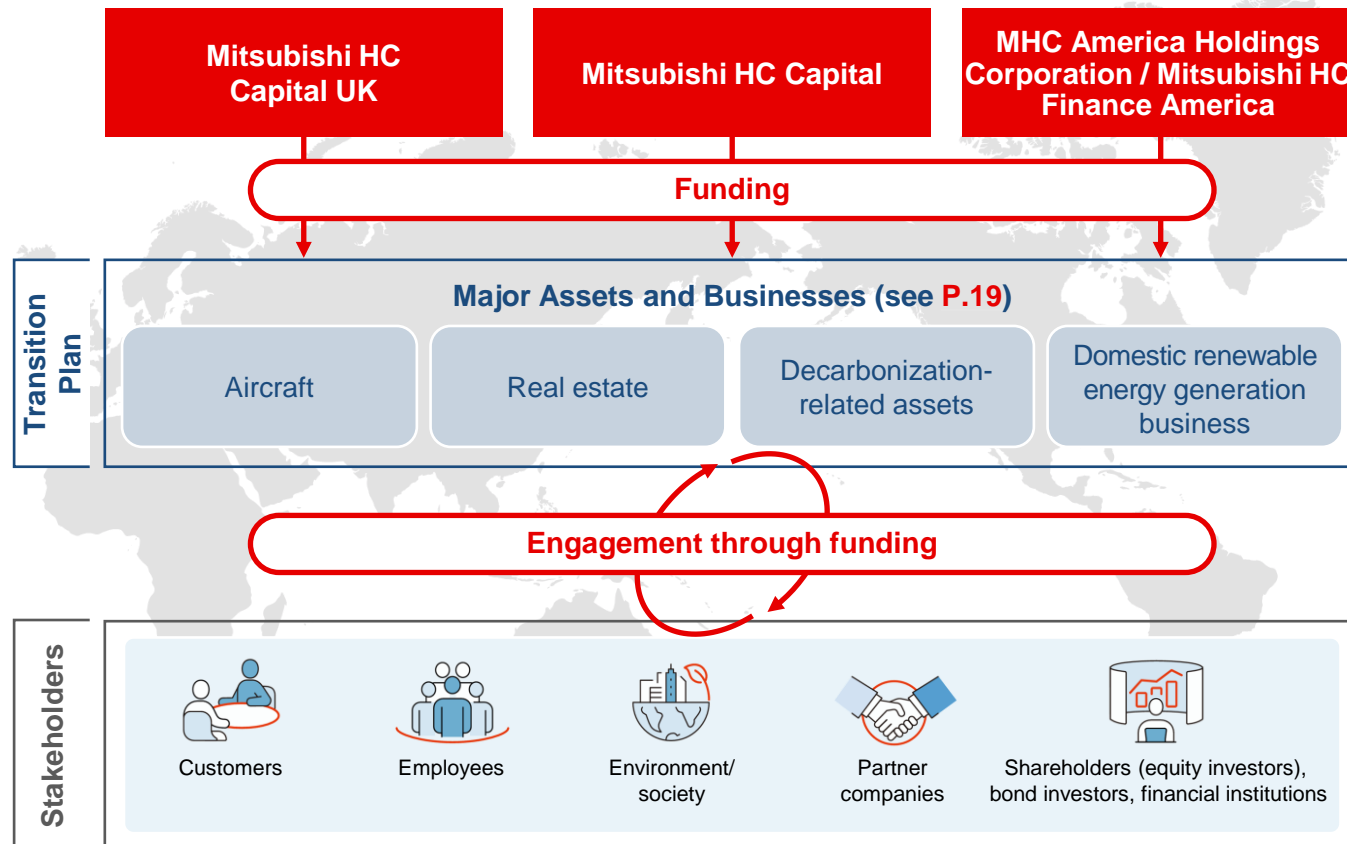 Mitsubishi HC
Capital UK
Mitsubishi HC Capital
MHC America Holdings
Corporation / Mitsubishi HC
Finance America
Funding
Transition
Plan
Major Assets and Businesses (see P.19)
Aircraft
Real estate
Decarbonization-
related assets
Domestic renewable
energy generation
business
Engagement through funding
Stakeholders
Customers
Employees
Environment/
society
Partner
companies
Shareholders (equity investors),
bond investors, financial institutions